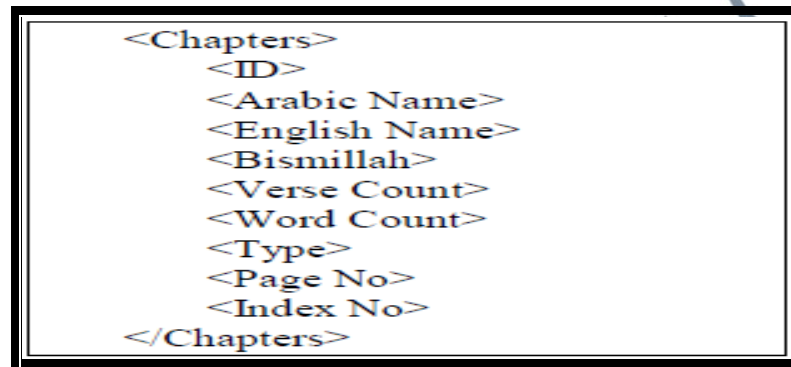 <Chapters>
<ID>
<Arabic Name>
<English Name>
<Bismillah>
<Verse Count>
<Word Count>
<Type>
<Page No>
<Index No>
</Chapters>